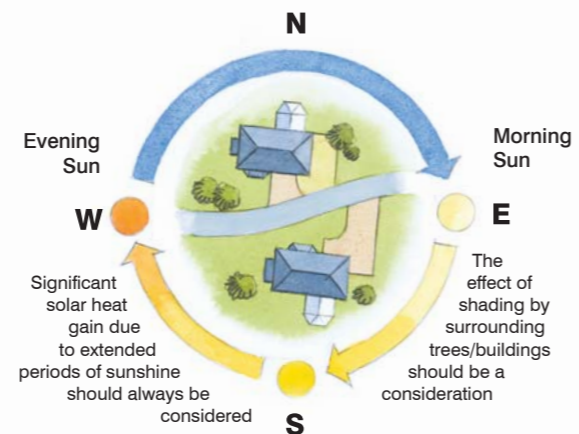 N
Evening
Sun
Morning
Sun
W
E
Significant
solar heat
gain due
to extended
periods of sunshine
should always be
considered
The
effect of
shading by
surrounding
trees/buildings
should be a
consideration
S